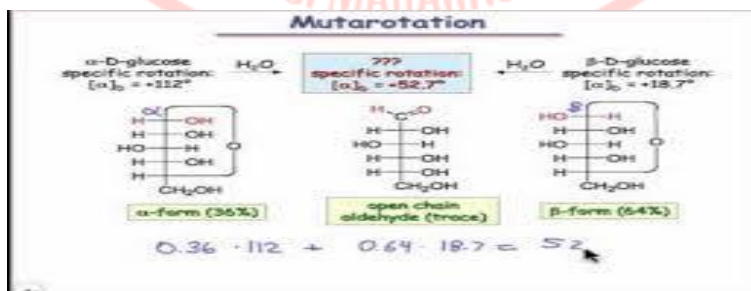 Mutarotation
α-D-glucose
specific rotation:
[α]D = +112°
H₂O
???
specific rotation:
[α]D = +52.7°
H₂O
β-D-glucose
specific rotation:
[α]D = +18.7°
α
H OH
H OH
HO H
H OH
H
O
CH₂OH
α-form (36%)
H C O
H OH
HO H
H OH
H OH
CH₂OH
open chain
aldehyde (trace)
β
HO H
H OH
HO H
H OH
H
O
CH₂OH
β-form (64%)
0.36 · 112 + 0.64 · 18.7 = 52